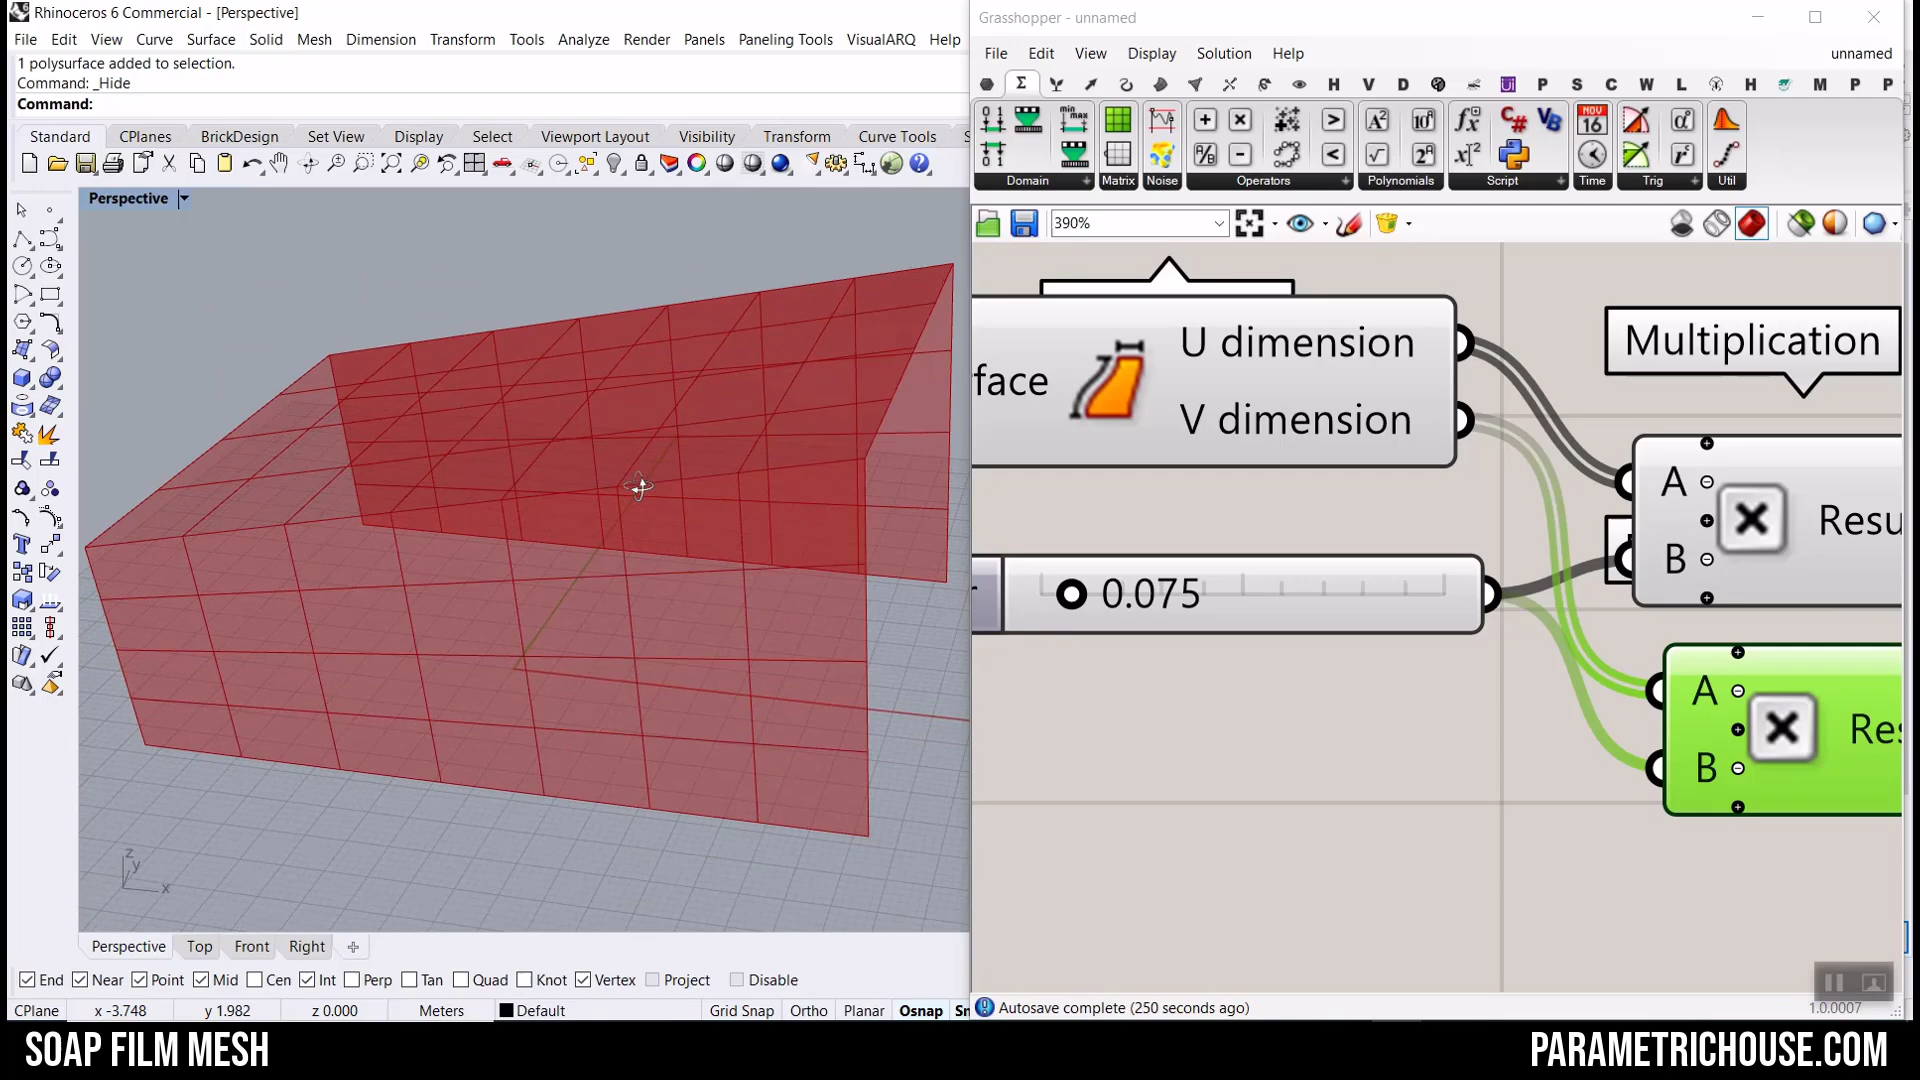 Rhinoceros 6 Commercial - [Perspective]
File Edit View Curve Surface Solid Mesh Dimension Transform Tools Analyze Render Panels Paneling Tools VisualARQ Help
1 polysurface added to selection.
Command: _Hide
Command:
Standard CPlanes BrickDesign Set View Display Select Viewport Layout Visibility Transform Curve Tools S
Perspective
z
y
x
Perspective Top Front Right
End Near Point Mid Cen Int Perp Tan Quad Knot Vertex Project Disable
CPlane x -3.748 y 1.982 z 0.000 Meters Default Grid Snap Ortho Planar Osnap Sn
Grasshopper - unnamed
File Edit View Display Solution Help unnamed
Σ H V D UI P S C W L H M P P
Domain Matrix Noise Operators Polynomials Script Time Trig Util
390%
U dimension
V dimension
face
Multiplication
A
B
Resu
r 0.075
A
B
Res
Autosave complete (250 seconds ago)
1.0.0007
SOAP FILM MESH
PARAMETRICHOUSE.COM